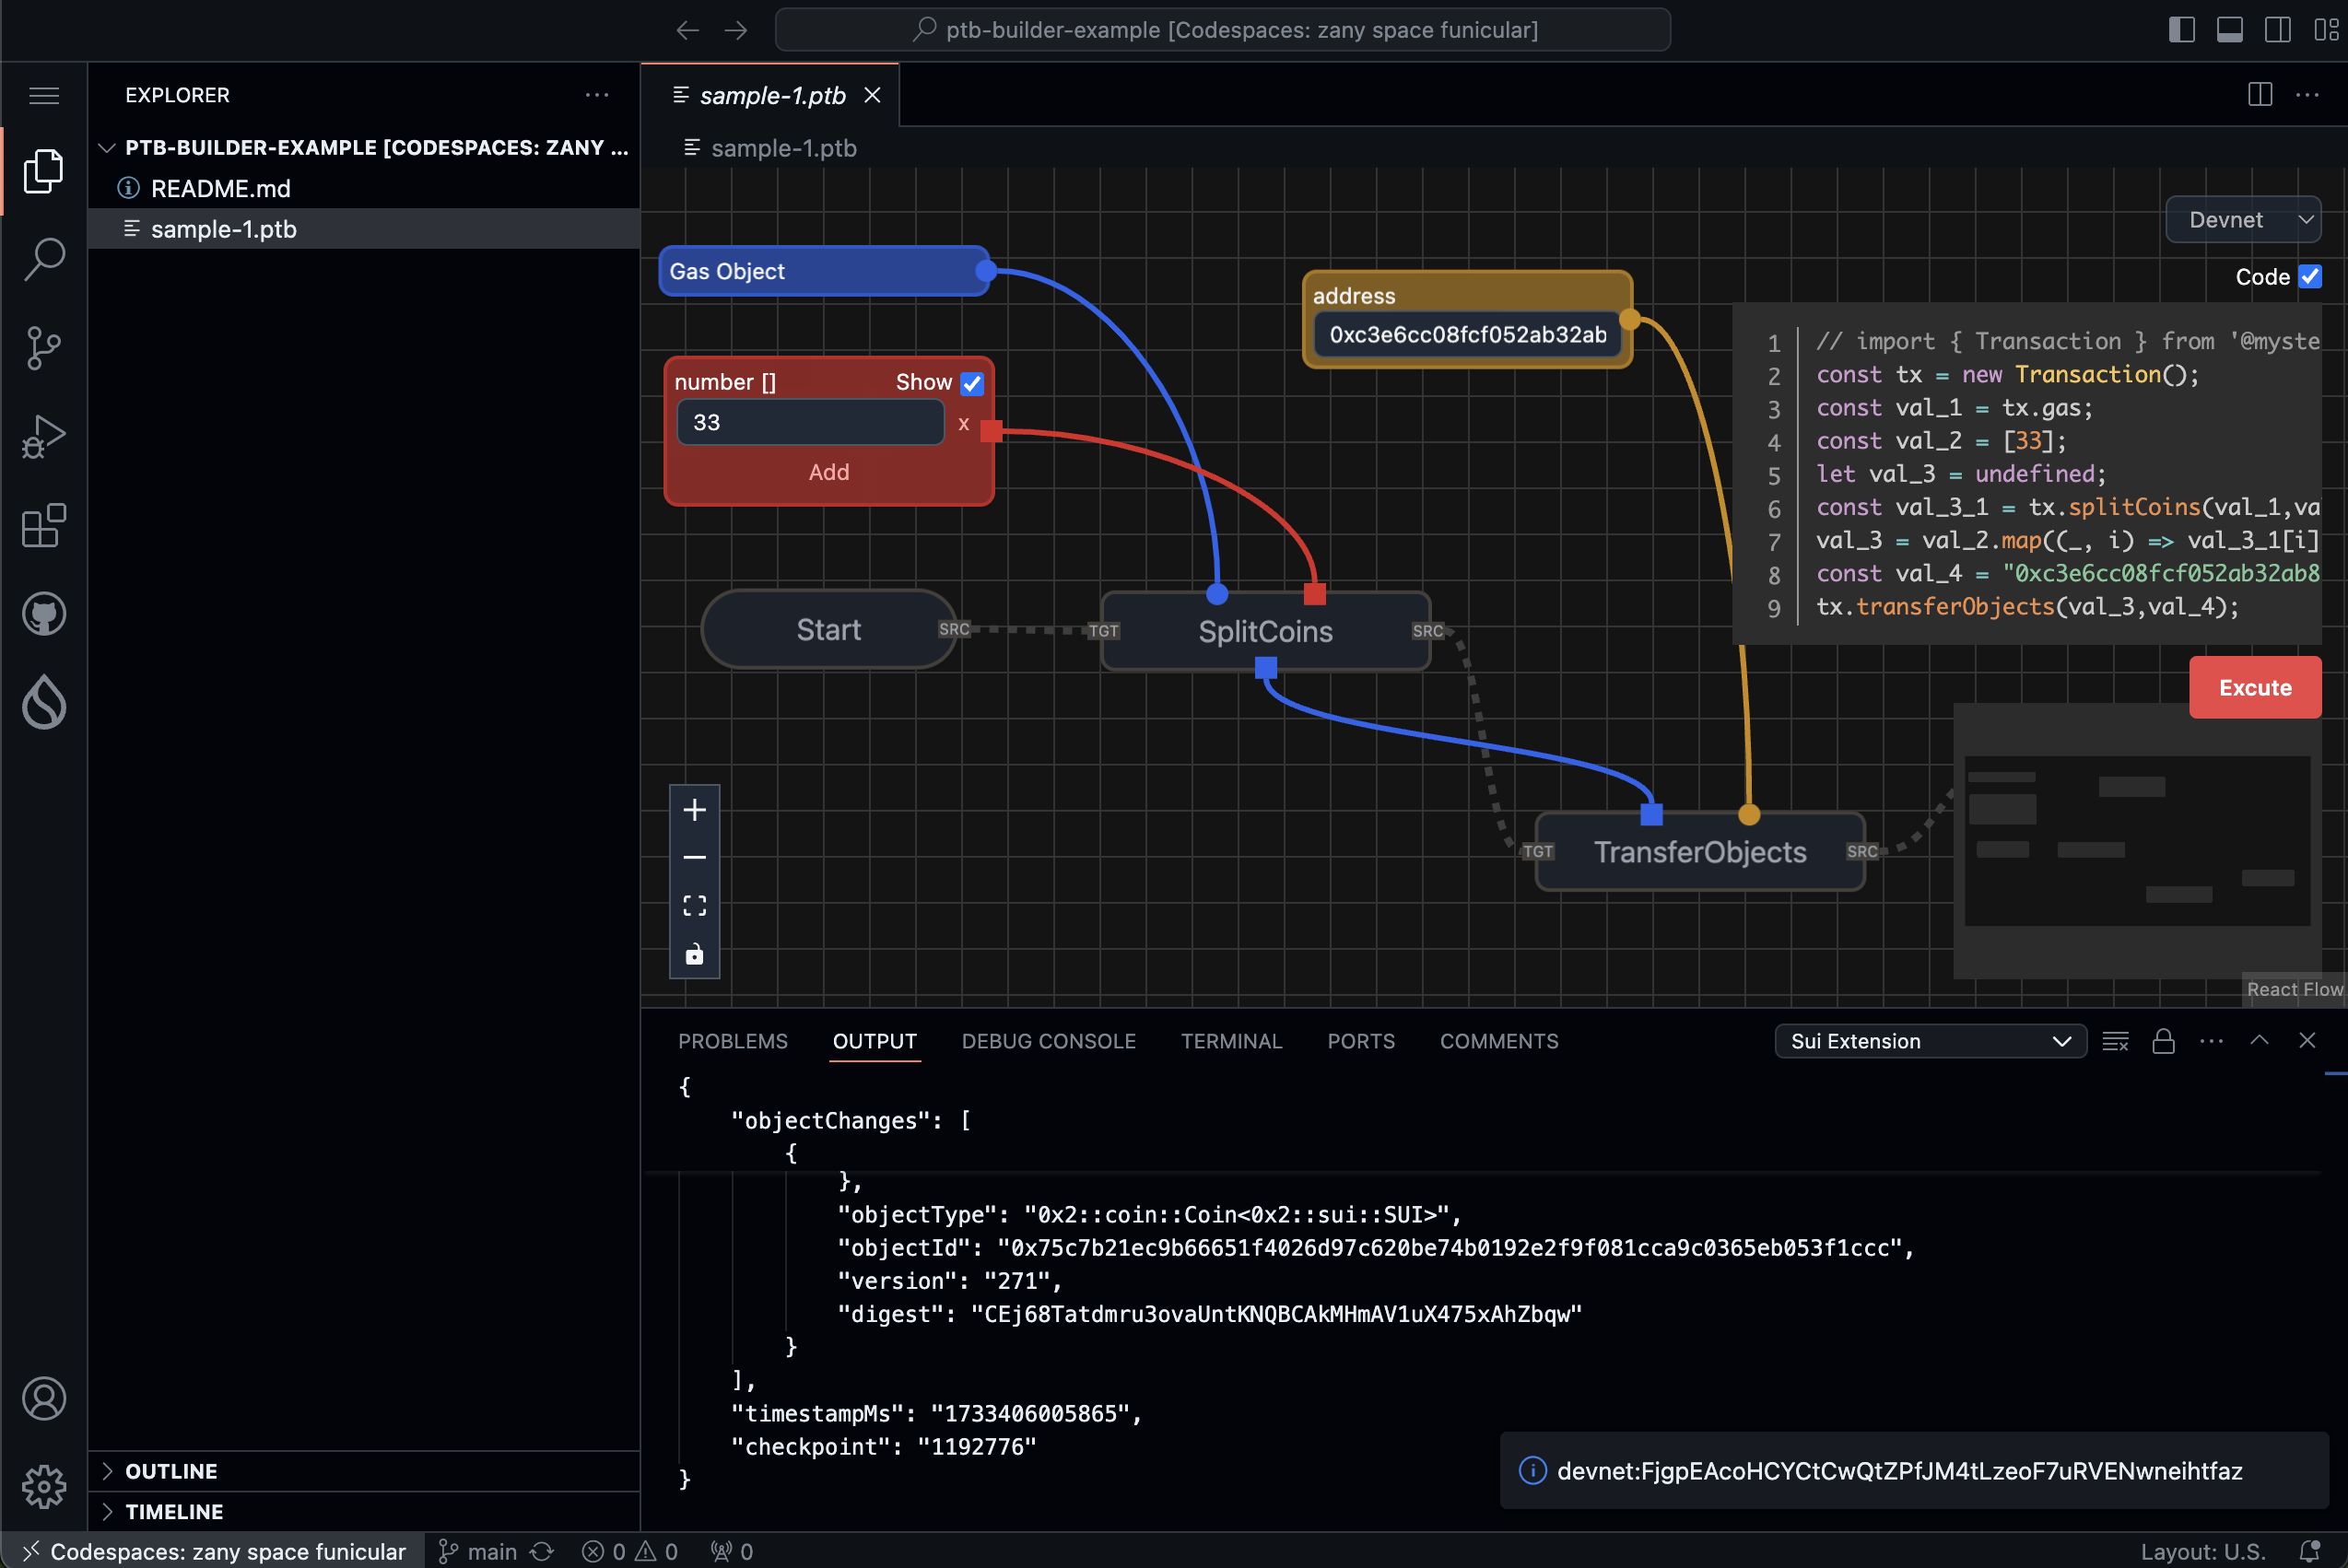 ptb-builder-example [Codespaces: zany space funicular]
EXPLORER
PTB-BUILDER-EXAMPLE [CODESPACES: ZANY ...
README.md
sample-1.ptb
OUTLINE
TIMELINE
sample-1.ptb
sample-1.ptb
Devnet
Code
Gas Object
number []
Show
33
x
Add
address
0xc3e6cc08fcf052ab32ab
Start
SRC
TGT
SplitCoins
SRC
TGT
TransferObjects
SRC
1 // import { Transaction } from '@myste
2 const tx = new Transaction();
3 const val_1 = tx.gas;
4 const val_2 = [33];
5 let val_3 = undefined;
6 const val_3_1 = tx.splitCoins(val_1,va
7 val_3 = val_2.map((_, i) => val_3_1[i]
8 const val_4 = "0xc3e6cc08fcf052ab32ab8
9 tx.transferObjects(val_3,val_4);
Excute
React Flow
PROBLEMS
OUTPUT
DEBUG CONSOLE
TERMINAL
PORTS
COMMENTS
Sui Extension
{
"objectChanges": [
{
},
"objectType": "0x2::coin::Coin<0x2::sui::SUI>",
"objectId": "0x75c7b21ec9b66651f4026d97c620be74b0192e2f9f081cca9c0365eb053f1ccc",
"version": "271",
"digest": "CEj68Tatdmru3ovaUntKNQBCAkMHmAV1uX475xAhZbqw"
}
],
"timestampMs": "1733406005865",
"checkpoint": "1192776"
}
devnet:FjgpEAcoHCYCtCwQtZPfJM4tLzeoF7uRVENwneihtfaz
Codespaces: zany space funicular
main
0
0
0
Layout: U.S.